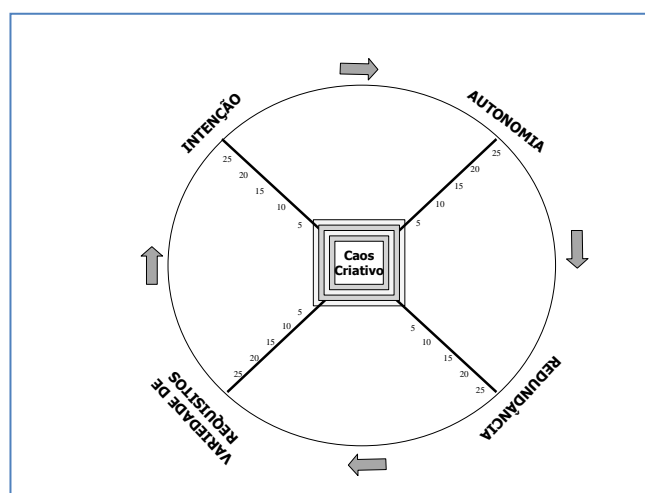 INTENÇÃO
AUTONOMIA
25
20
15
10
5
25
20
15
10
5
Caos
Criativo
5
10
15
20
25
5
10
15
20
25
VARIEDADE DE
REQUISITOS
REDUNDÂNCIA